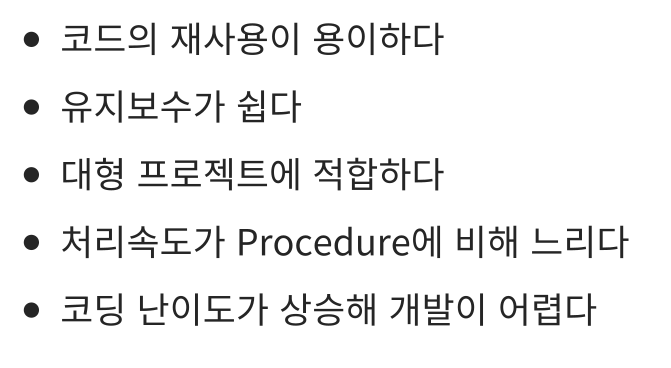 • 코드의 재사용이 용이하다
• 유지보수가 쉽다
• 대형 프로젝트에 적합하다
• 처리속도가 Procedure에 비해 느리다
• 코딩 난이도가 상승해 개발이 어렵다